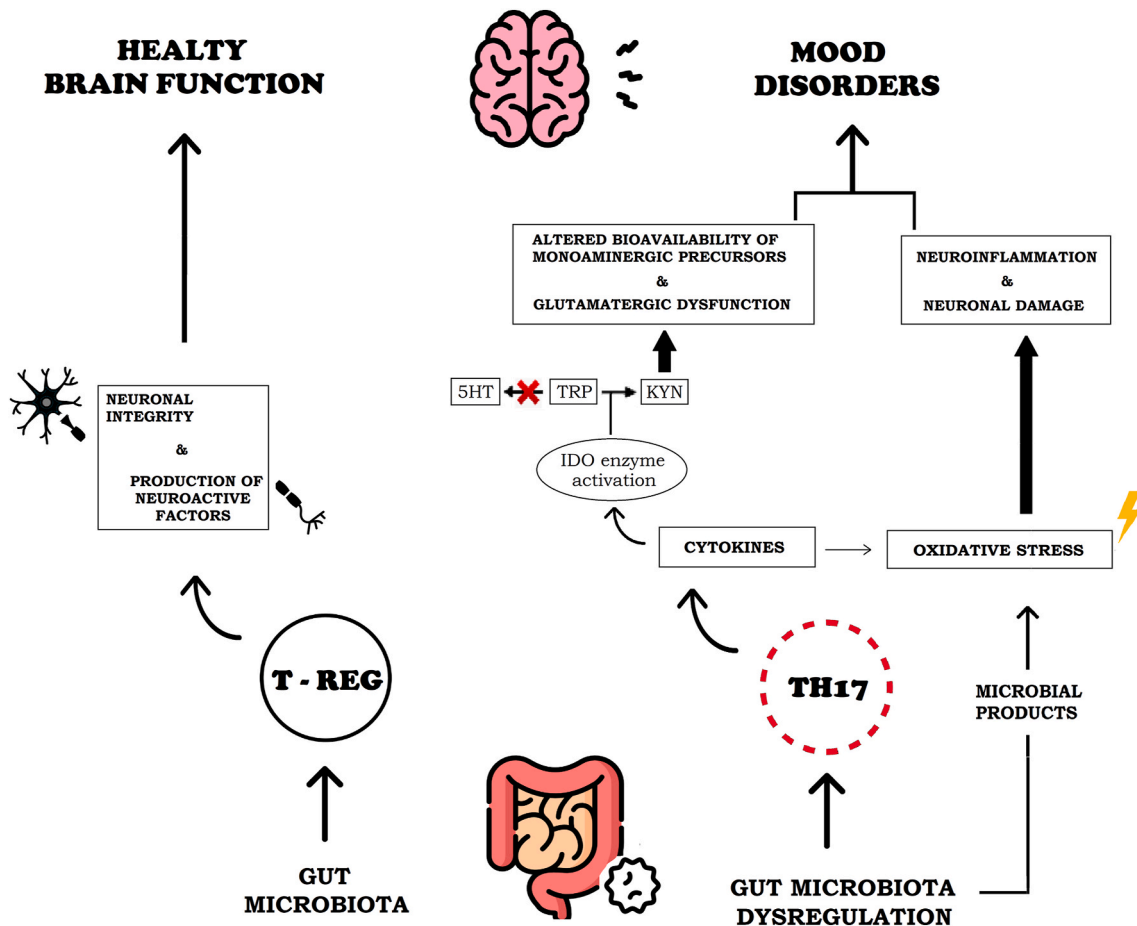 HEALTY
BRAIN FUNCTION
MOOD
DISORDERS
ALTERED BIOAVAILABILITY OF
MONOAMINERGIC PRECURSORS
&
GLUTAMATERGIC DYSFUNCTION
NEUROINFLAMMATION
&
NEURONAL DAMAGE
5HT
TRP
KYN
NEURONAL
INTEGRITY
&
PRODUCTION OF
NEUROACTIVE
FACTORS
IDO enzyme
activation
CYTOKINES
OXIDATIVE STRESS
T - REG
TH17
MICROBIAL
PRODUCTS
GUT
MICROBIOTA
GUT MICROBIOTA
DYSREGULATION